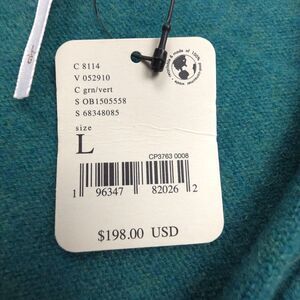 C 8114
V 052910
C grn/vert
S OB1505558
S 68348085
size
L
CP3763 0008
1 96347 82026 2
$198.00 USD